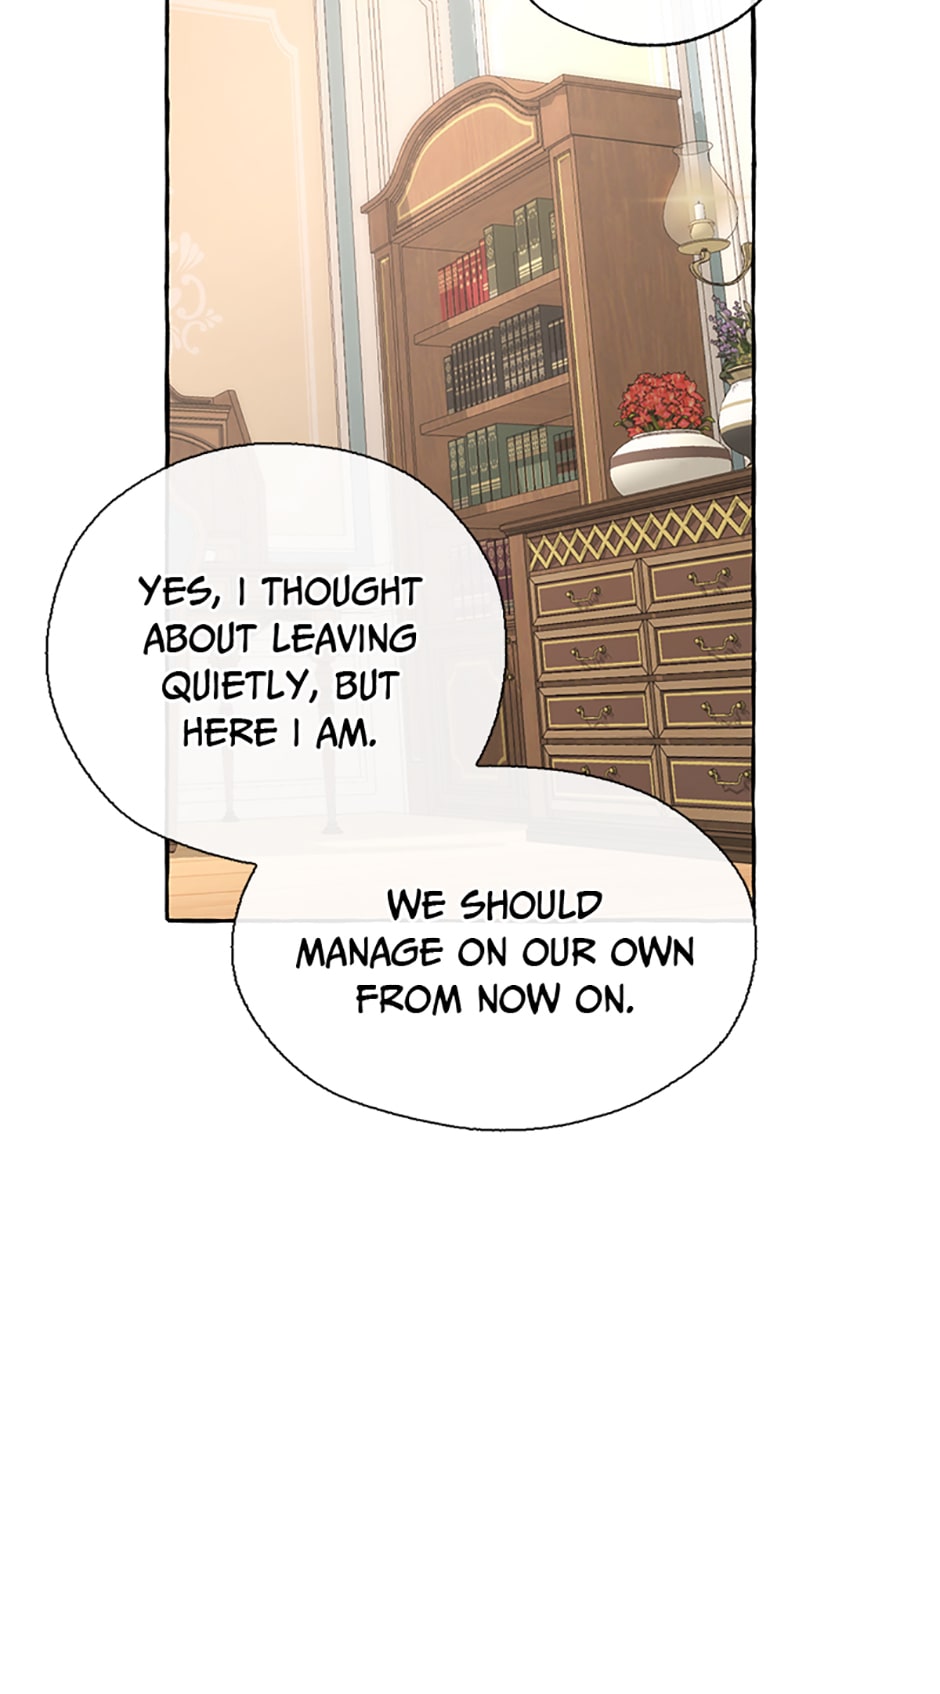 YES, I THOUGHT
ABOUT LEAVING
QUIETLY, BUT
HERE I AM.
WE SHOULD
MANAGE ON OUR OWN
FROM NOW ON.